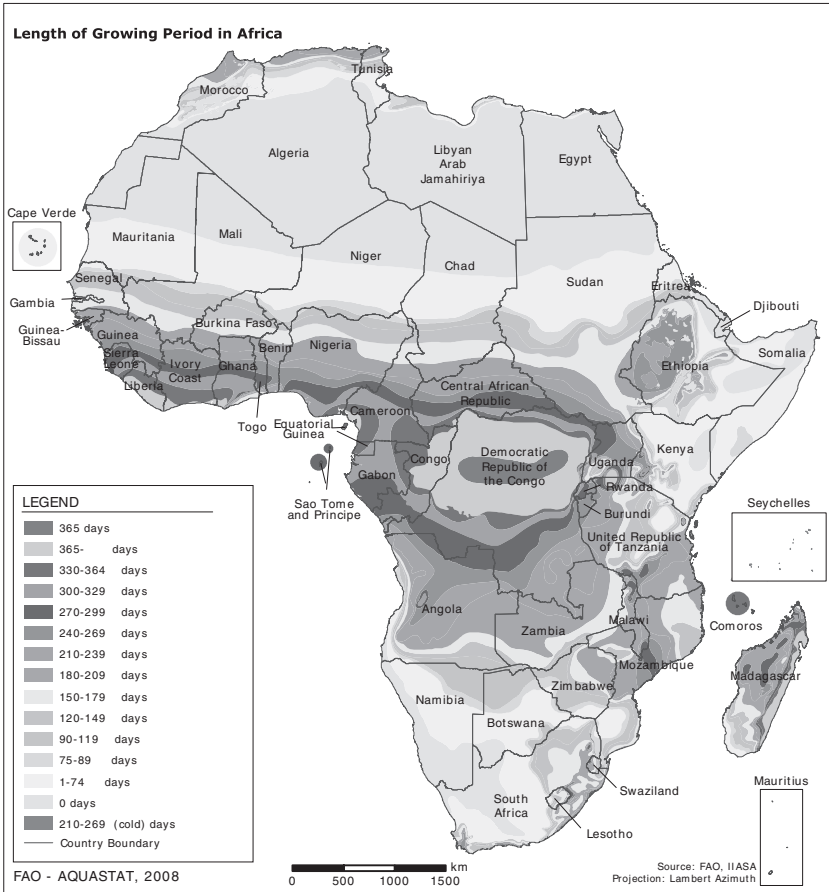 Length of Growing Period in Africa
Tunisia
Morocco
Algeria
Libyan
Arab
Jamahiriya
Egypt
Cape Verde
Mauritania
Mali
Niger
Chad
Sudan
Eritrea
Senegal
Gambia
Djibouti
Guinea-
Bissau
Guinea
Burkina Faso
Benin
Nigeria
Somalia
Sierra
Leone
Ivory
Coast
Ghana
Ethiopia
Liberia
Central African
Republic
Togo
Cameroon
Equatorial
Guinea
Congo
Democratic
Republic of
the Congo
Uganda
Kenya
Gabon
Rwanda
Sao Tome
and Principe
Burundi
Seychelles
United Republic
of Tanzania
Angola
Malawi
Comoros
Zambia
Mozambique
Madagascar
Zimbabwe
Namibia
Botswana
Swaziland
Mauritius
South
Africa
Lesotho
LEGEND
365 days
365- days
330-364 days
300-329 days
270-299 days
240-269 days
210-239 days
180-209 days
150-179 days
120-149 days
90-119 days
75-89 days
1-74 days
0 days
210-269 (cold) days
Country Boundary
FAO - AQUASTAT, 2008
km
0 500 1000 1500
Source: FAO, IIASA
Projection: Lambert Azimuth